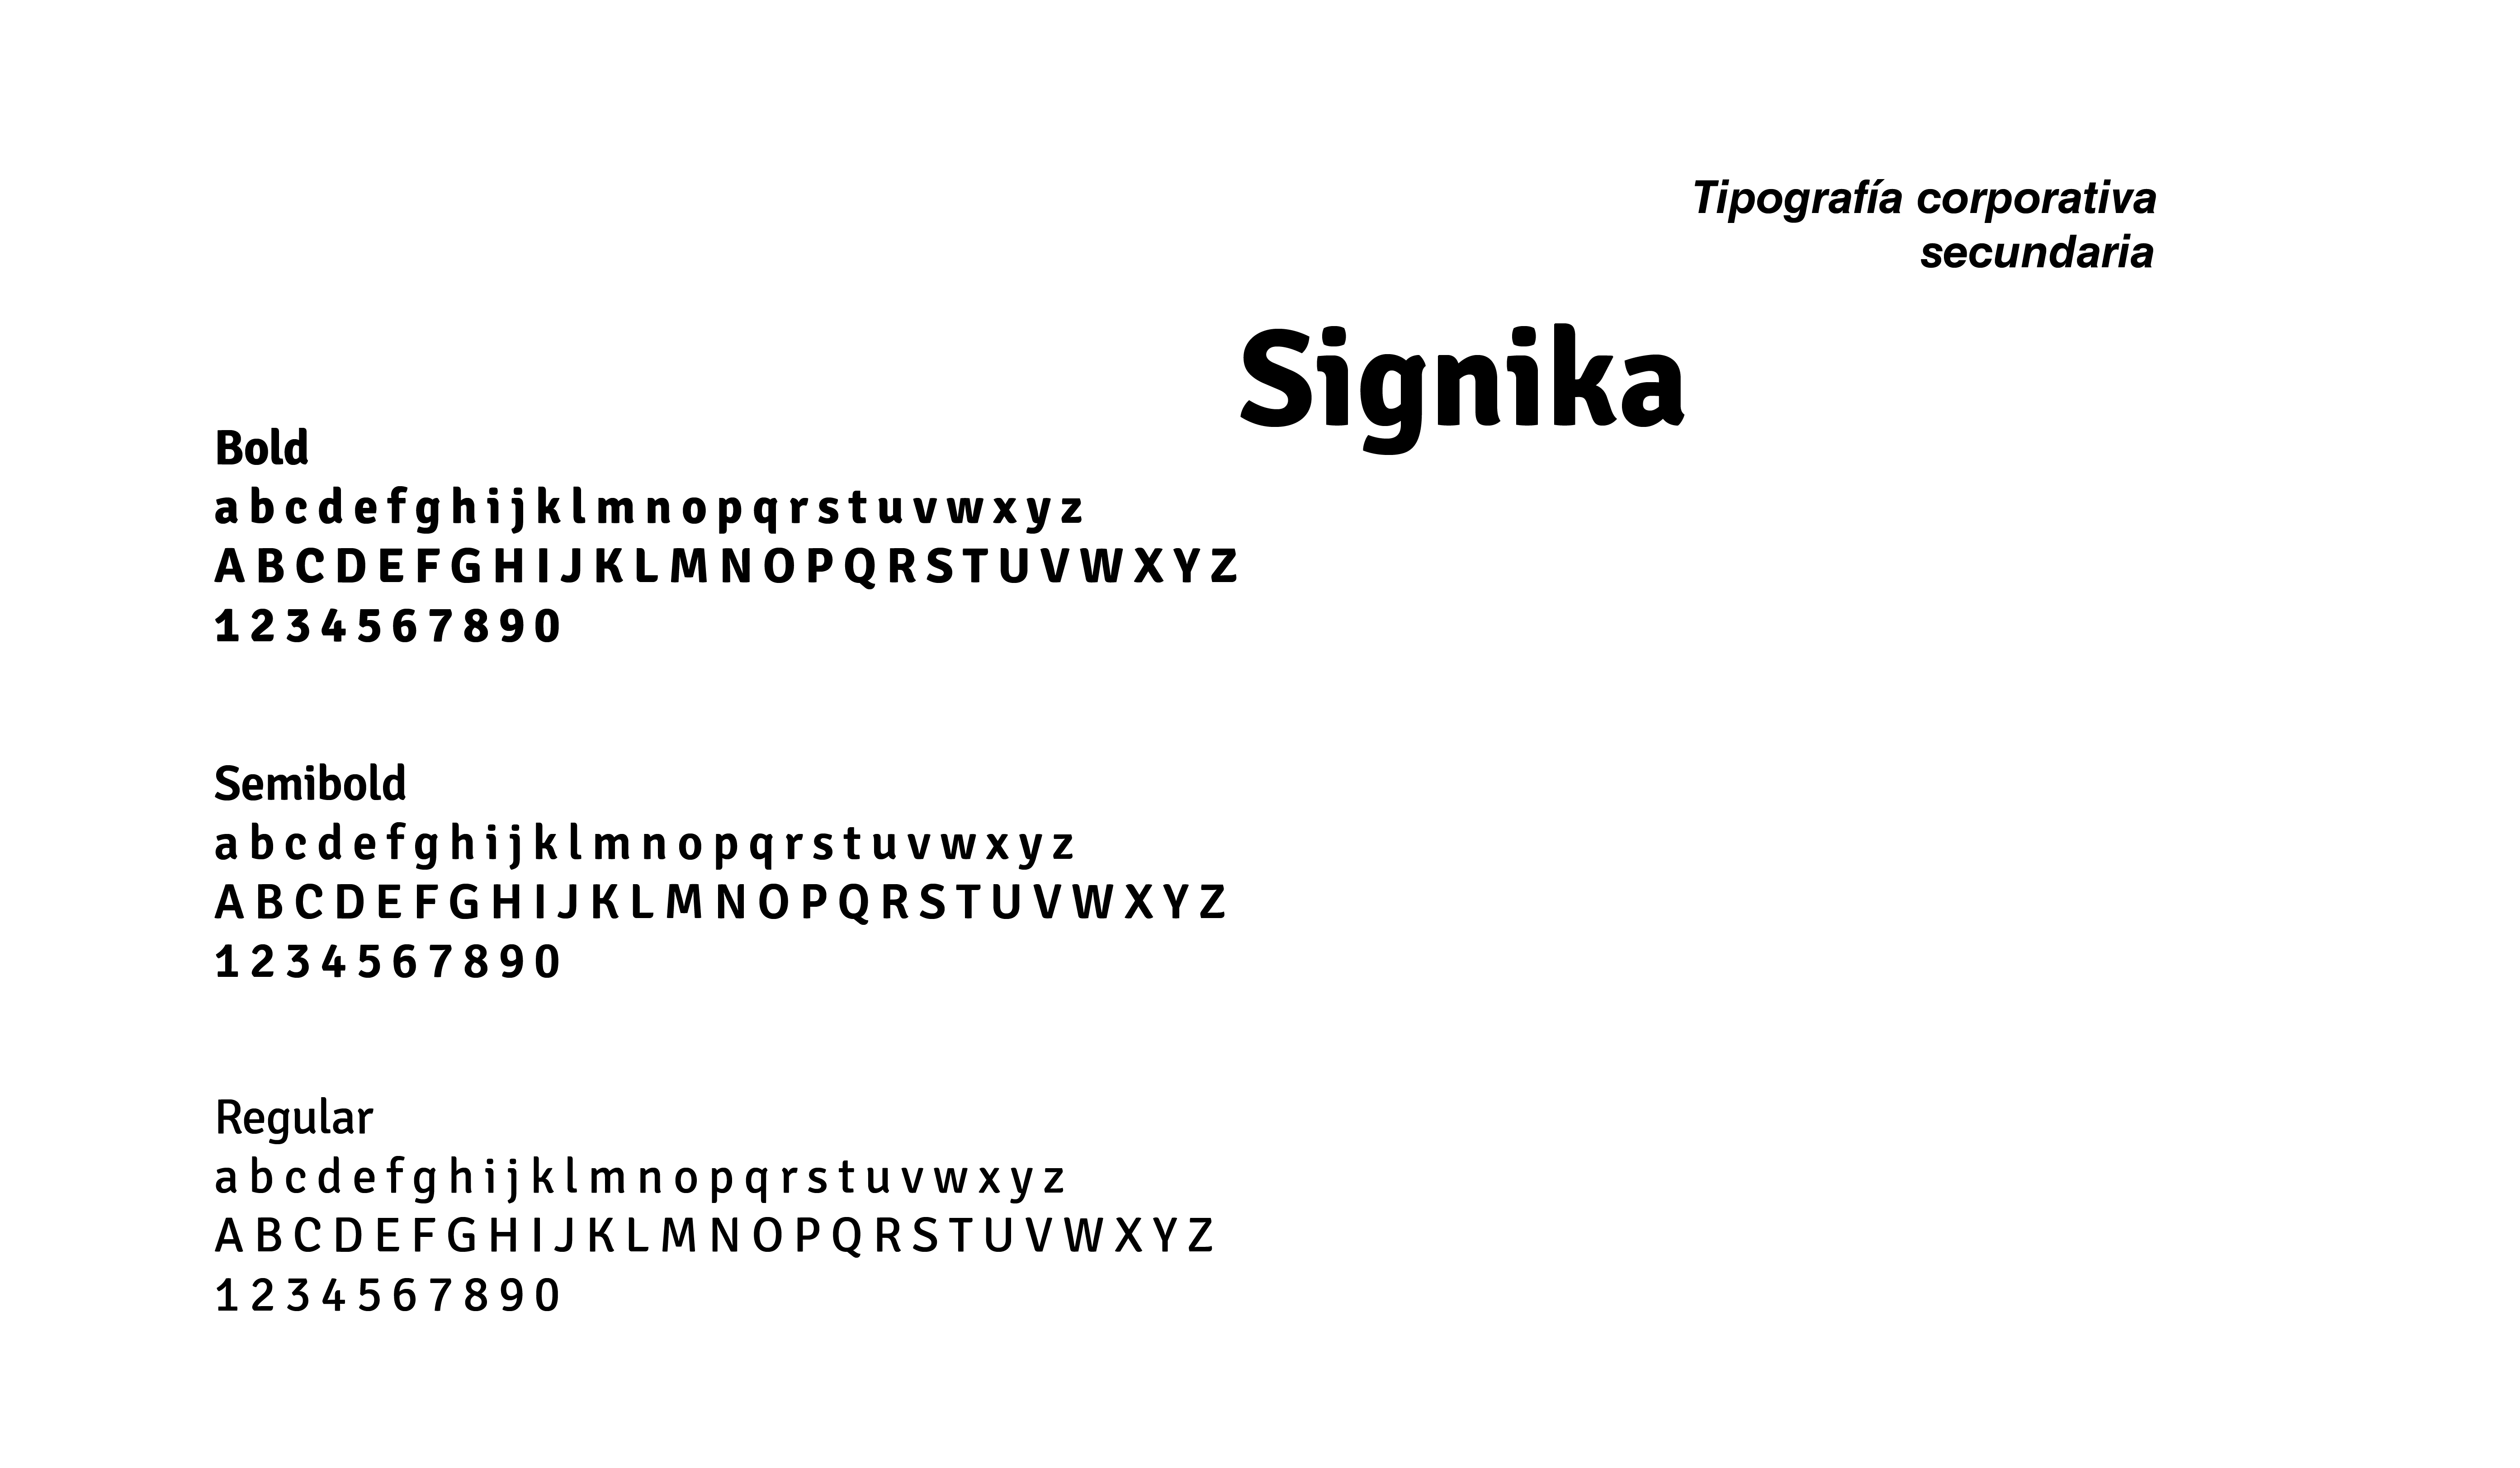 Tipografía corporativa
secundaria
Signika
Bold
a b c d e f g h i j k l m n o p q r s t u v w x y z
A B C D E F G H I J K L M N O P Q R S T U V W X Y Z
1 2 3 4 5 6 7 8 9 0
Semibold
a b c d e f g h i j k l m n o p q r s t u v w x y z
A B C D E F G H I J K L M N O P Q R S T U V W X Y Z
1 2 3 4 5 6 7 8 9 0
Regular
a b c d e f g h i j k l m n o p q r s t u v w x y z
A B C D E F G H I J K L M N O P Q R S T U V W X Y Z
1 2 3 4 5 6 7 8 9 0